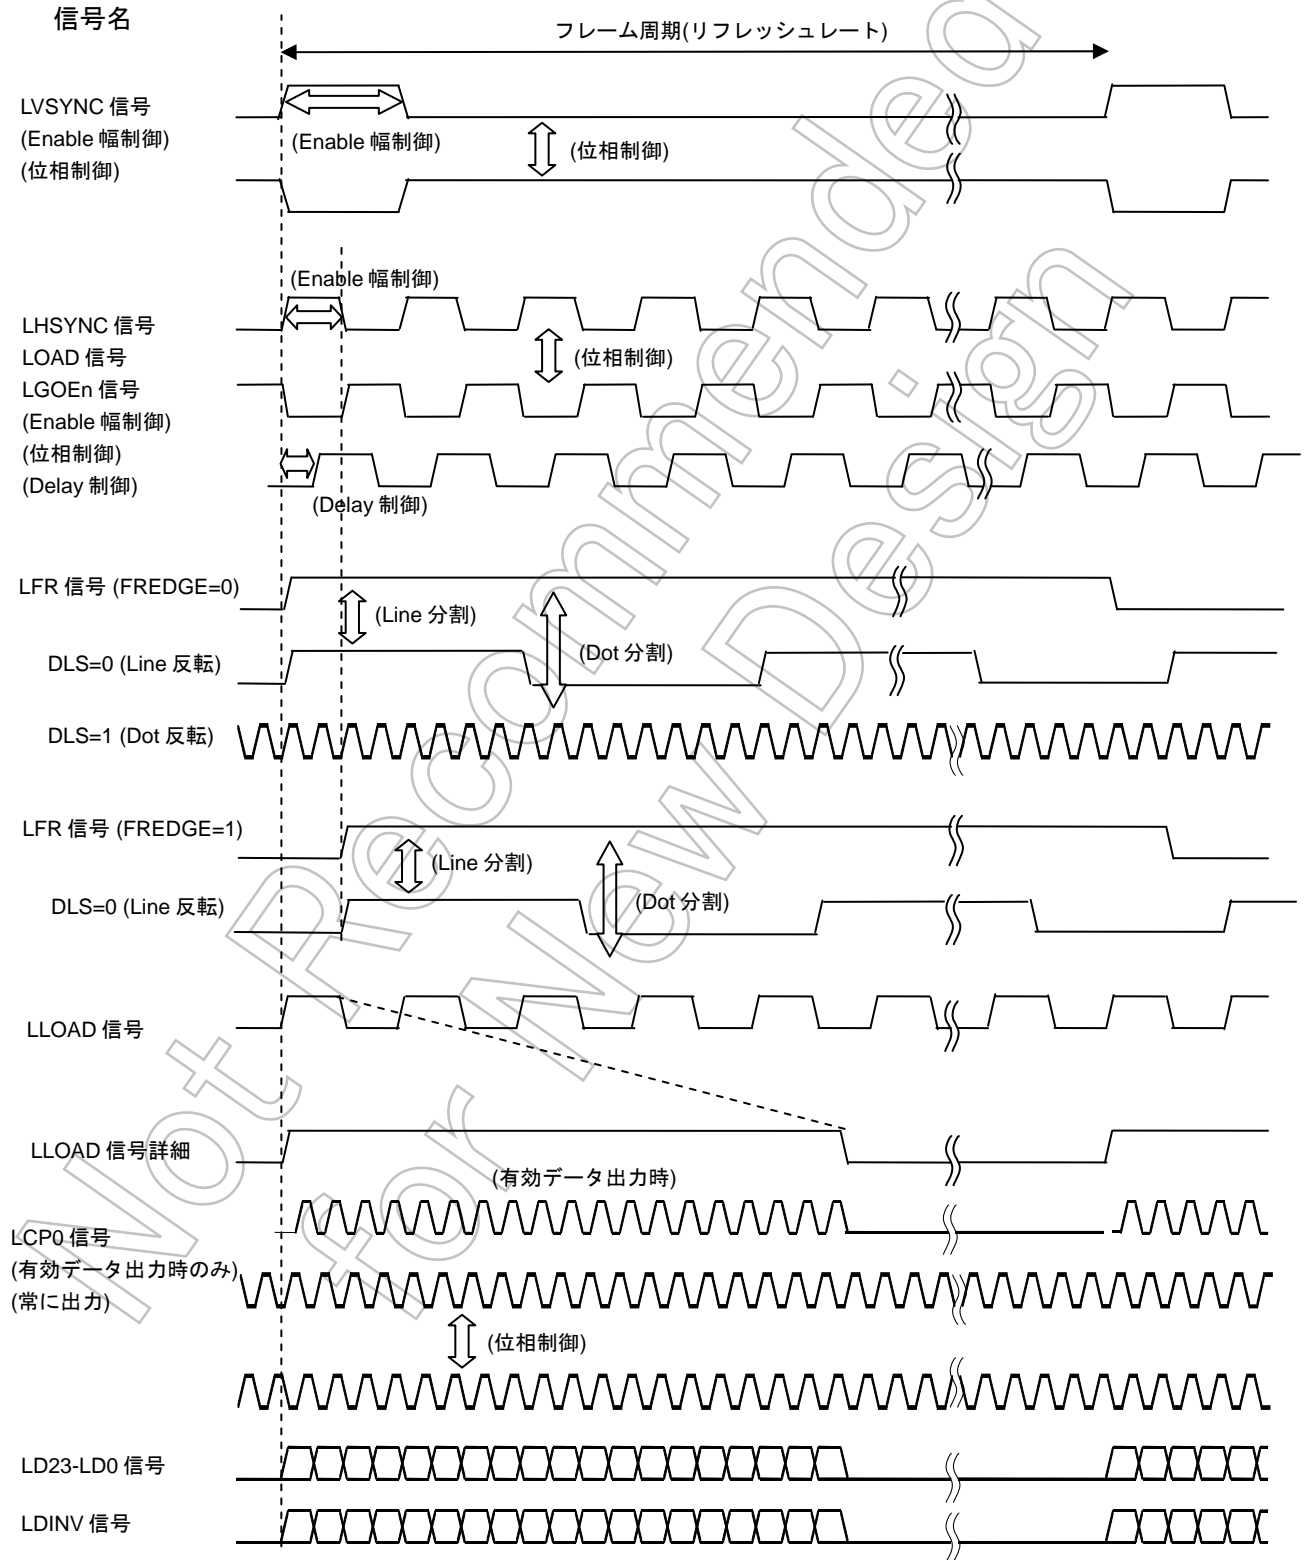 信号名
フレーム周期(リフレッシュレート)
LVSYNC 信号
(Enable 幅制御)
(位相制御)
(Enable 幅制御)
(位相制御)
(Enable 幅制御)
LHSYNC 信号
LOAD 信号
LGOEn 信号
(Enable 幅制御)
(位相制御)
(Delay 制御)
(位相制御)
(Delay 制御)
LFR 信号 (FREDGE=0)
(Line 分割)
DLS=0 (Line 反転)
(Dot 分割)
DLS=1 (Dot 反転)
LFR 信号 (FREDGE=1)
(Line 分割)
DLS=0 (Line 反転)
(Dot 分割)
LLOAD 信号
LLOAD 信号詳細
(有効データ出力時)
LCP0 信号
(有効データ出力時のみ)
(常に出力)
(位相制御)
LD23-LD0 信号
LDINV 信号
Not Recommended
for New Design